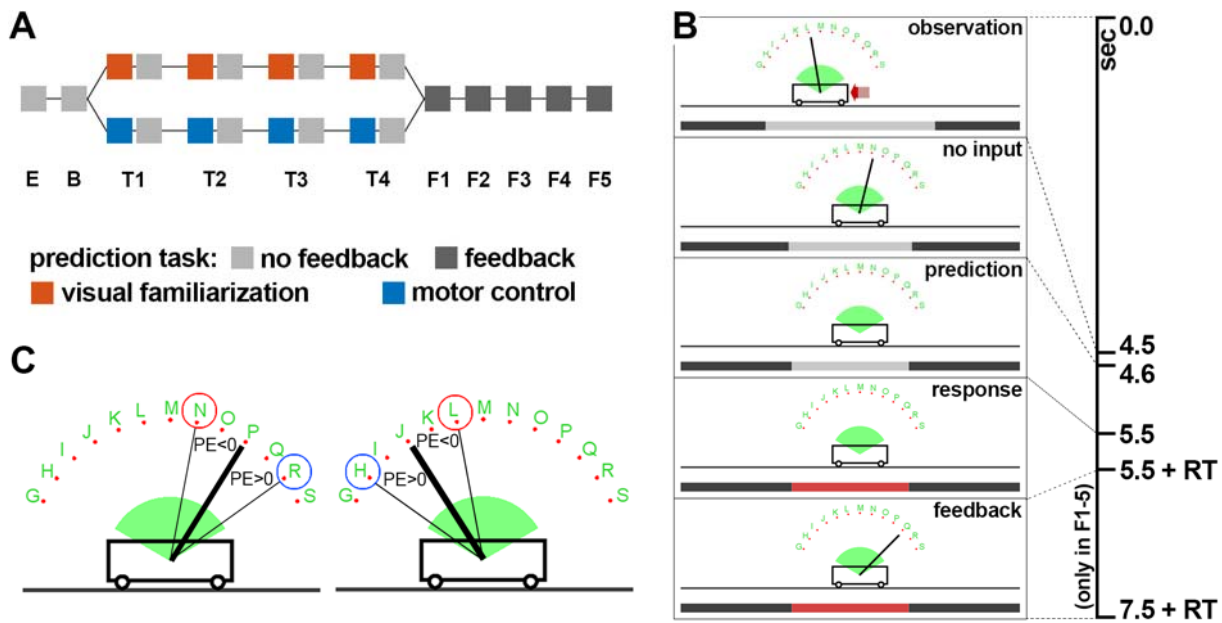 A
E B T1 T2 T3 T4 F1 F2 F3 F4 F5
prediction task: no feedback feedback
visual familiarization motor control
B
observation
G H I J K L M N O P Q R S
no input
G H I J K L M N O P Q R S
prediction
G H I J K L M N O P Q R S
response
G H I J K L M N O P Q R S
feedback
G H I J K L M N O P Q R S
sec
0.0
4.5
4.6
5.5
5.5 + RT
(only in F1-5)
7.5 + RT
C
G H I J K L M N O P Q R S
PE<0
PE>0
G H I J K L M N O P Q R S
PE<0
PE>0